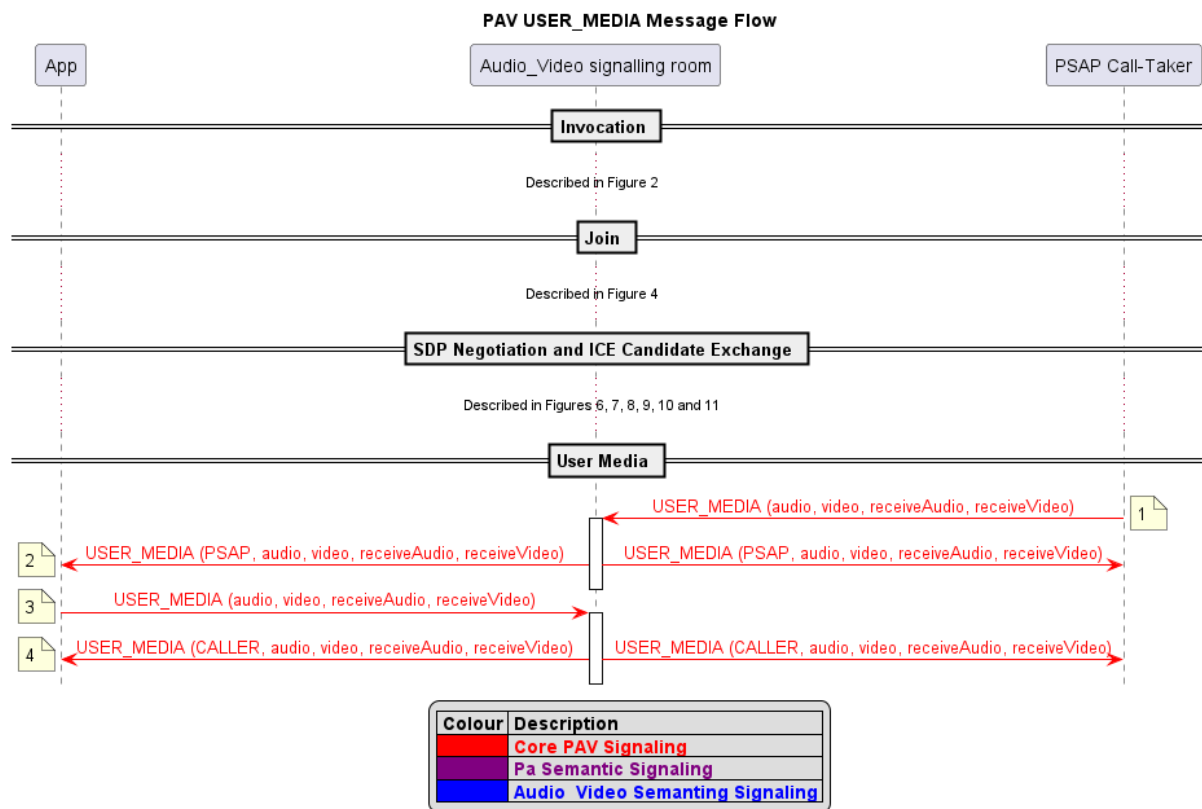 PAV USER_MEDIA Message Flow
App
Audio_Video signalling room
PSAP Call-Taker
Invocation
Described in Figure 2
Join
Described in Figure 4
SDP Negotiation and ICE Candidate Exchange
Described in Figures 6, 7, 8, 9, 10 and 11
User Media
USER_MEDIA (audio, video, receiveAudio, receiveVideo)
1
2
USER_MEDIA (PSAP, audio, video, receiveAudio, receiveVideo)
USER_MEDIA (PSAP, audio, video, receiveAudio, receiveVideo)
3
USER_MEDIA (audio, video, receiveAudio, receiveVideo)
4
USER_MEDIA (CALLER, audio, video, receiveAudio, receiveVideo)
USER_MEDIA (CALLER, audio, video, receiveAudio, receiveVideo)
Colour Description
Core PAV Signaling
Pa Semantic Signaling
Audio Video Semanting Signaling